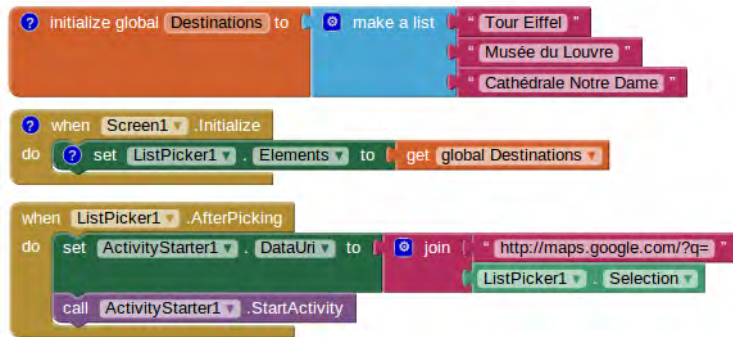 ? initialize global Destinations to make a list " Tour Eiffel "
" Musée du Louvre "
" Cathédrale Notre Dame "
? when Screen1 .Initialize
do ? set ListPicker1 . Elements to get global Destinations
when ListPicker1 .AfterPicking
do set ActivityStarter1 . DataUri to join " http://maps.google.com/?q= "
ListPicker1 . Selection
call ActivityStarter1 .StartActivity